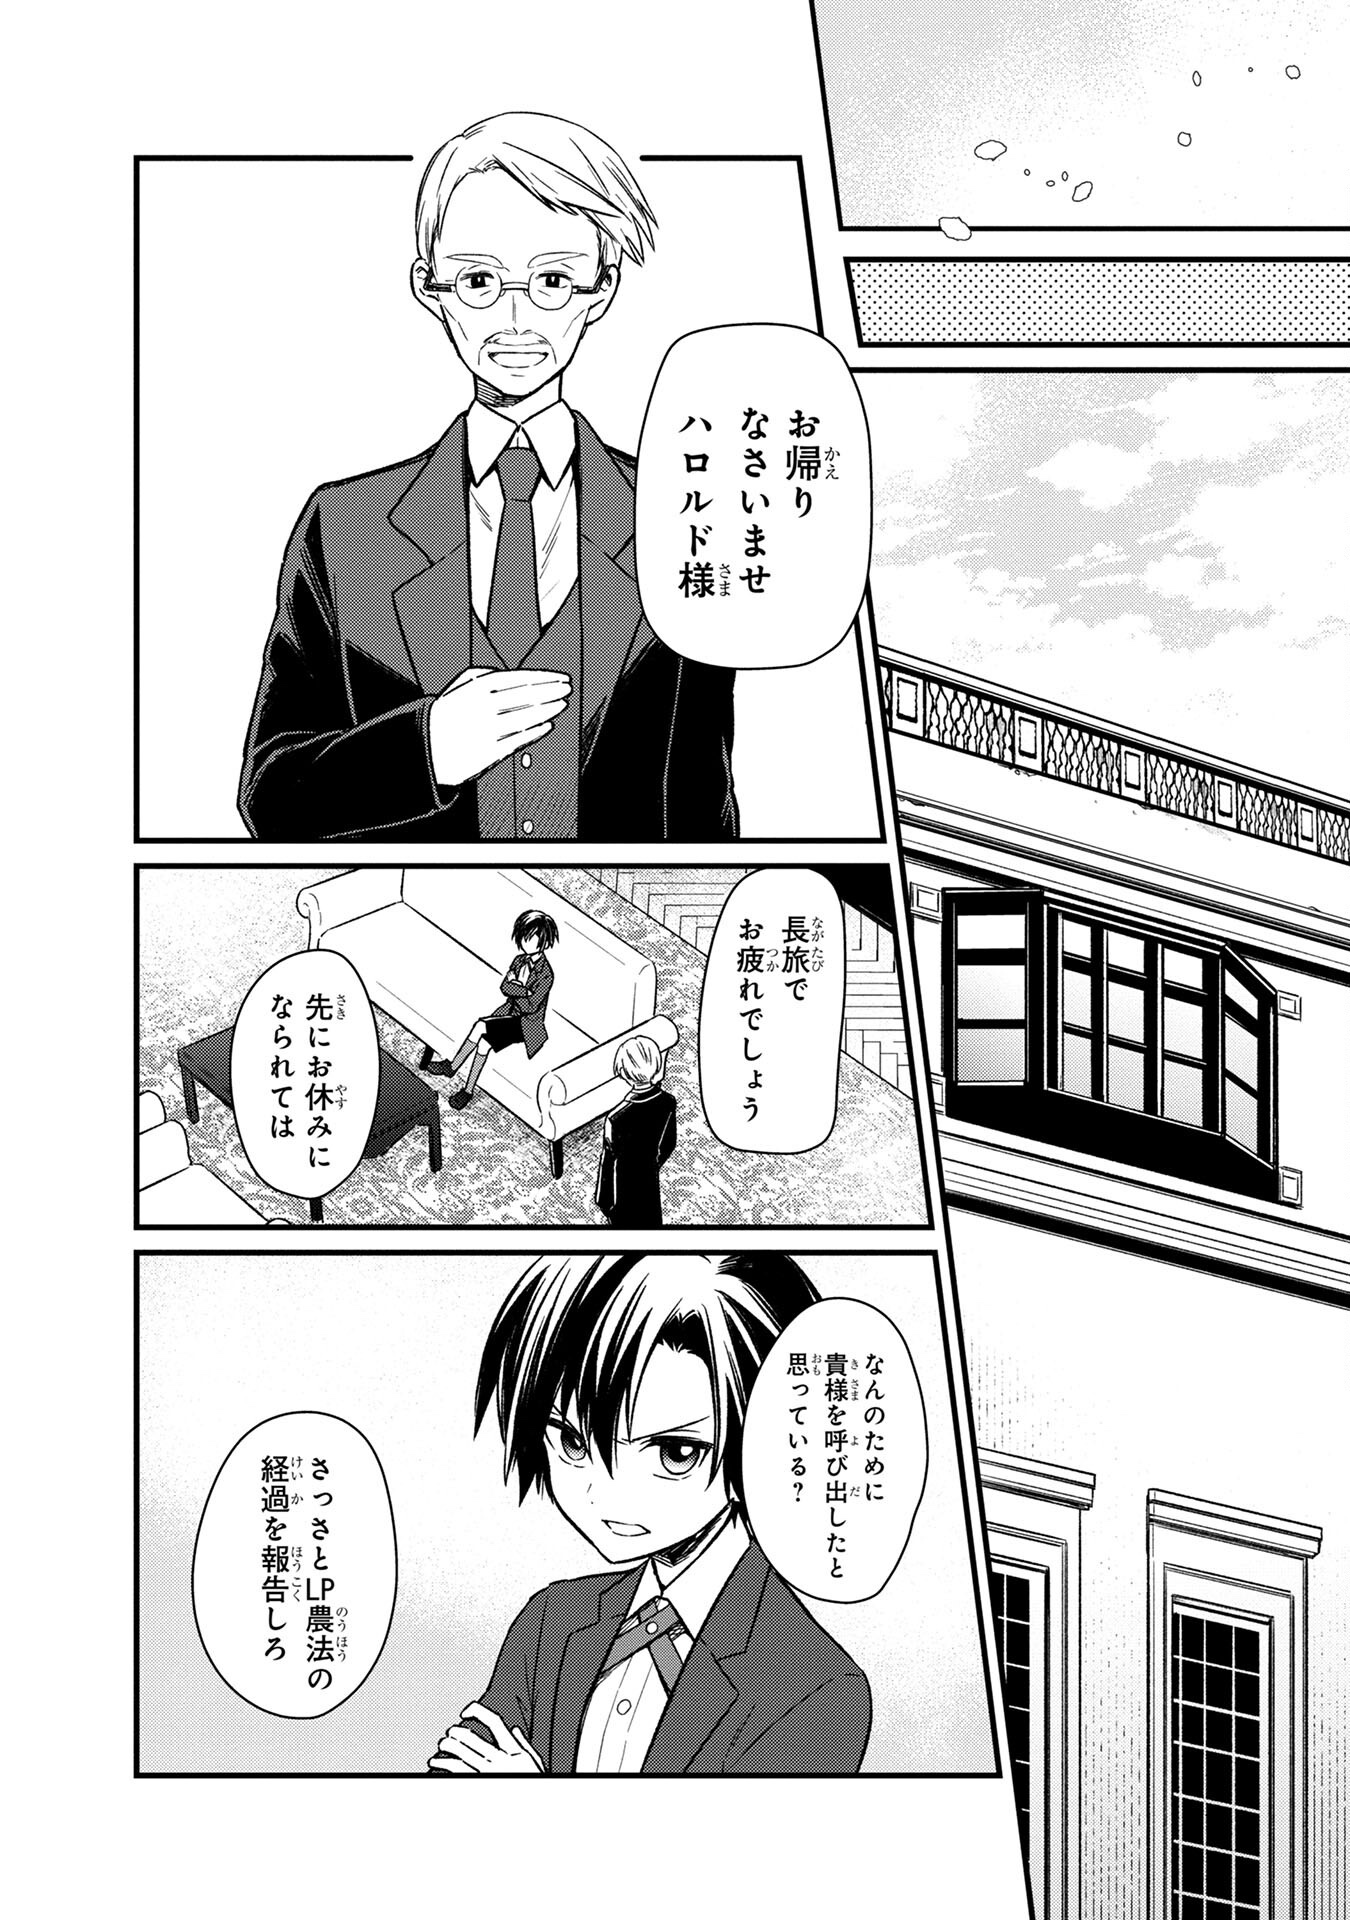 お帰り
なさいませ
ハロルド様
長旅で
お疲れでしょう
先にお休みに
なられては
なんのために
貴様を呼び出したと
思っている?
さっさとLP農法の
経過を報告しろ